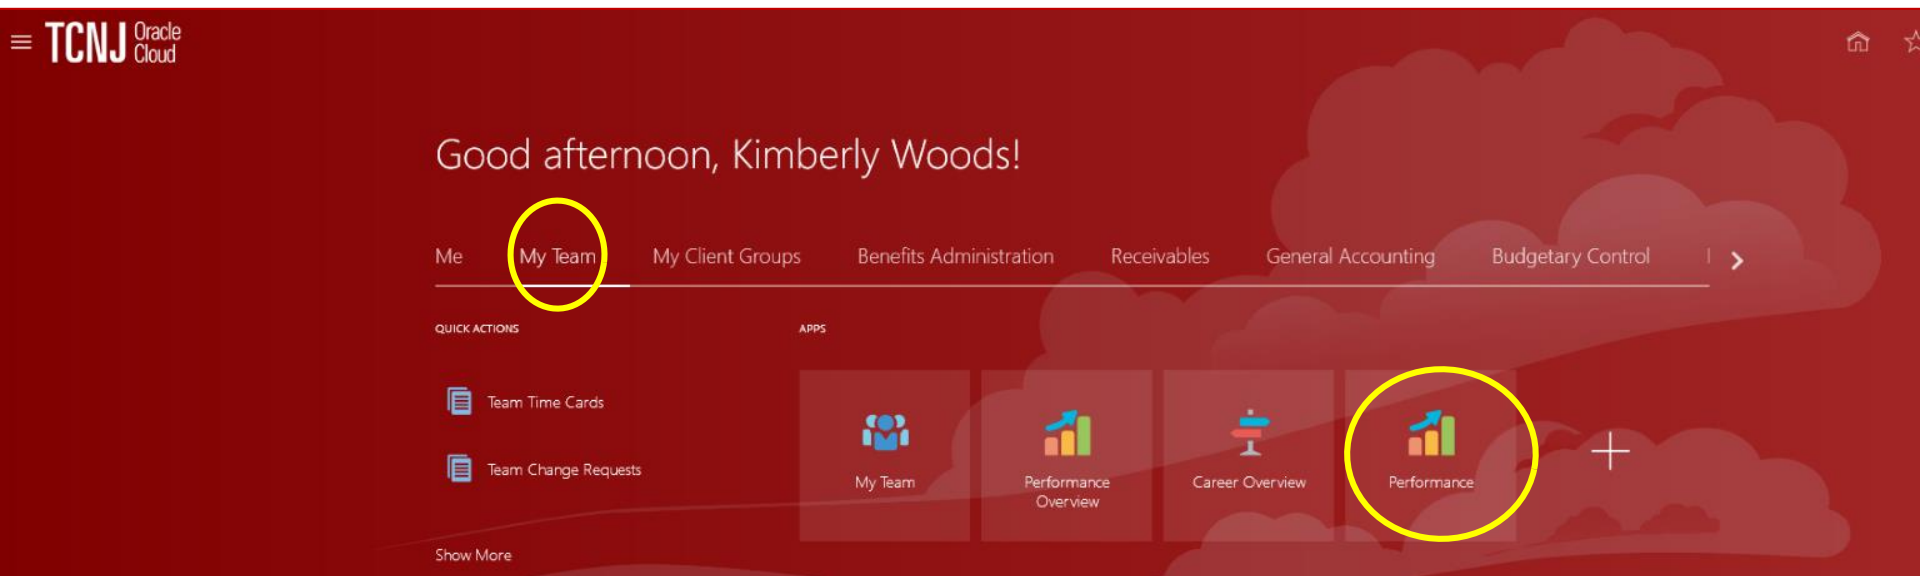 TCNJ Oracle Cloud
Good afternoon, Kimberly Woods!
Me My Team My Client Groups Benefits Administration Receivables General Accounting Budgetary Control
QUICK ACTIONS APPS
Team Time Cards
Team Change Requests
My Team Performance Overview Career Overview Performance
Show More